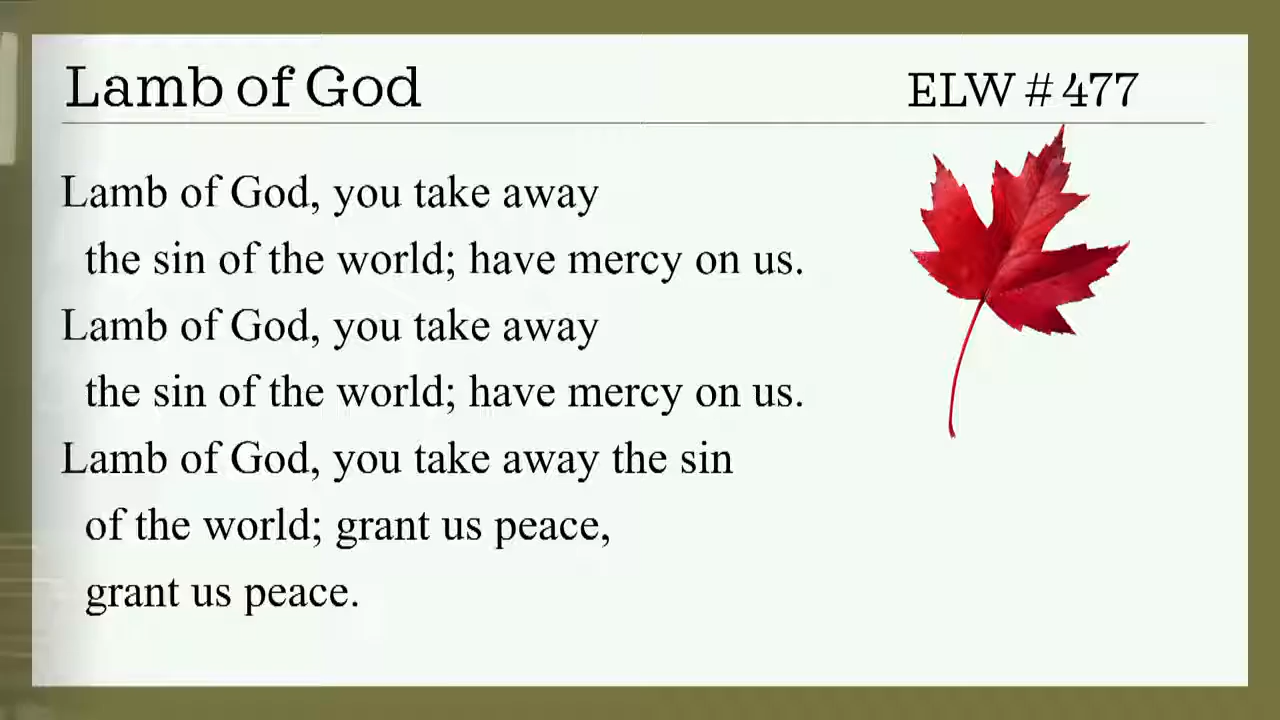 Lamb of God
ELW # 477
Lamb of God, you take away
the sin of the world; have mercy on us.
Lamb of God, you take away
the sin of the world; have mercy on us.
Lamb of God, you take away the sin
of the world; grant us peace,
grant us peace.